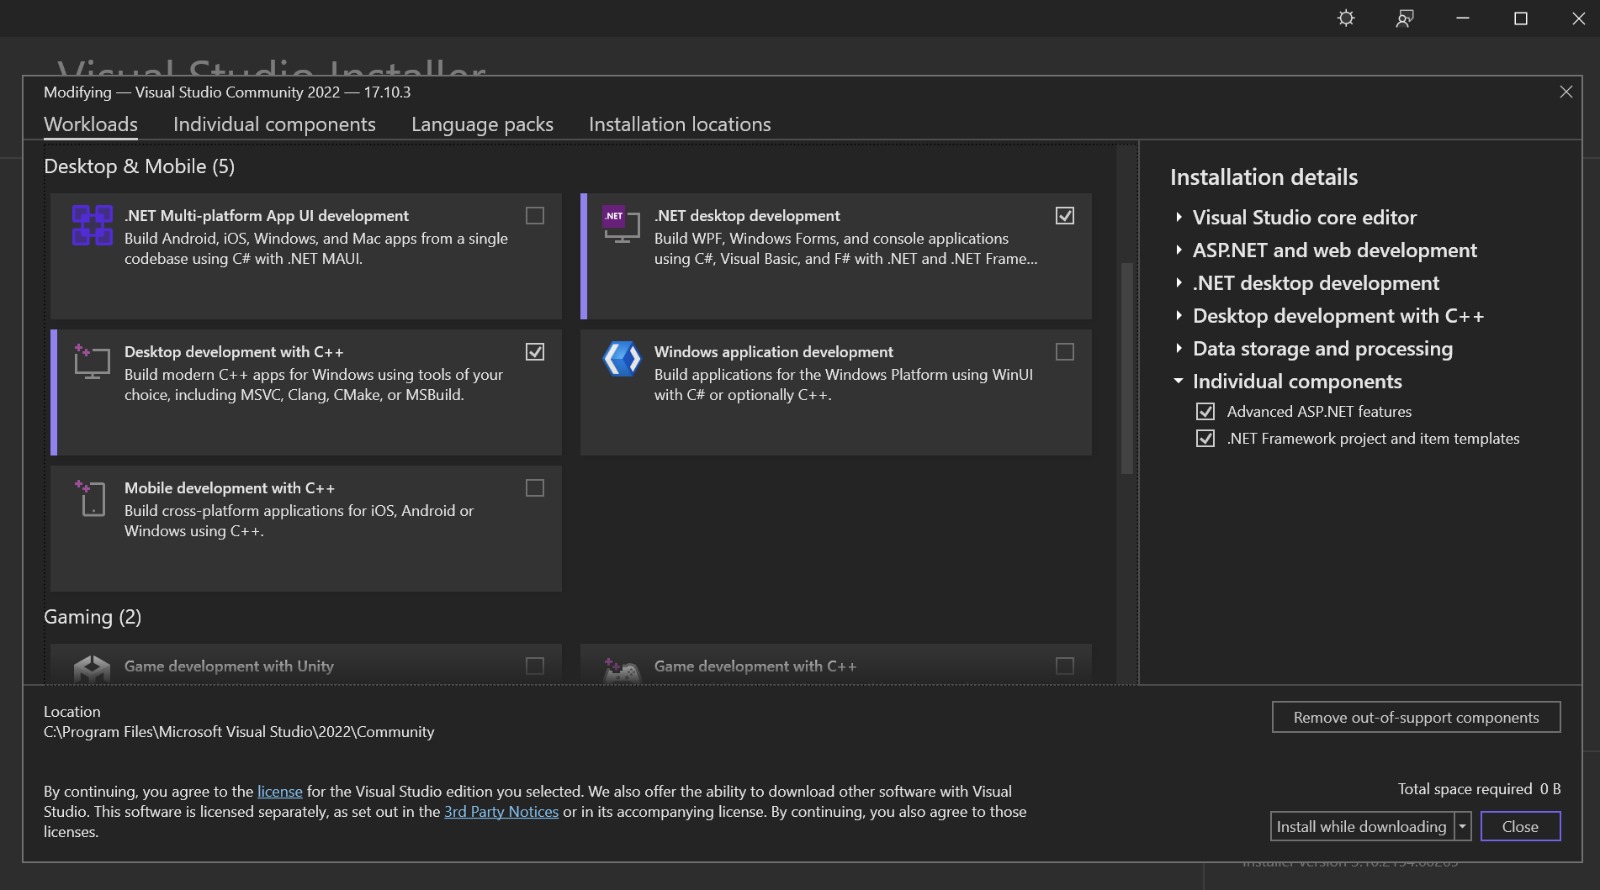 Visual Studio Installer
Modifying — Visual Studio Community 2022 — 17.10.3
Workloads
Individual components
Language packs
Installation locations
Desktop & Mobile (5)
.NET Multi-platform App UI development
Build Android, iOS, Windows, and Mac apps from a single
codebase using C# with .NET MAUI.
.NET
.NET desktop development
Build WPF, Windows Forms, and console applications
using C#, Visual Basic, and F# with .NET and .NET Frame...
Desktop development with C++
Build modern C++ apps for Windows using tools of your
choice, including MSVC, Clang, CMake, or MSBuild.
Windows application development
Build applications for the Windows Platform using WinUI
with C# or optionally C++.
Mobile development with C++
Build cross-platform applications for iOS, Android or
Windows using C++.
Gaming (2)
Game development with Unity
Game development with C++
Installation details
Visual Studio core editor
ASP.NET and web development
.NET desktop development
Desktop development with C++
Data storage and processing
Individual components
Advanced ASP.NET features
.NET Framework project and item templates
Location
C:\Program Files\Microsoft Visual Studio\2022\Community
Remove out-of-support components
By continuing, you agree to the license for the Visual Studio edition you selected. We also offer the ability to download other software with Visual
Studio. This software is licensed separately, as set out in the 3rd Party Notices or in its accompanying license. By continuing, you also agree to those
licenses.
Total space required 0 B
Install while downloading
Close